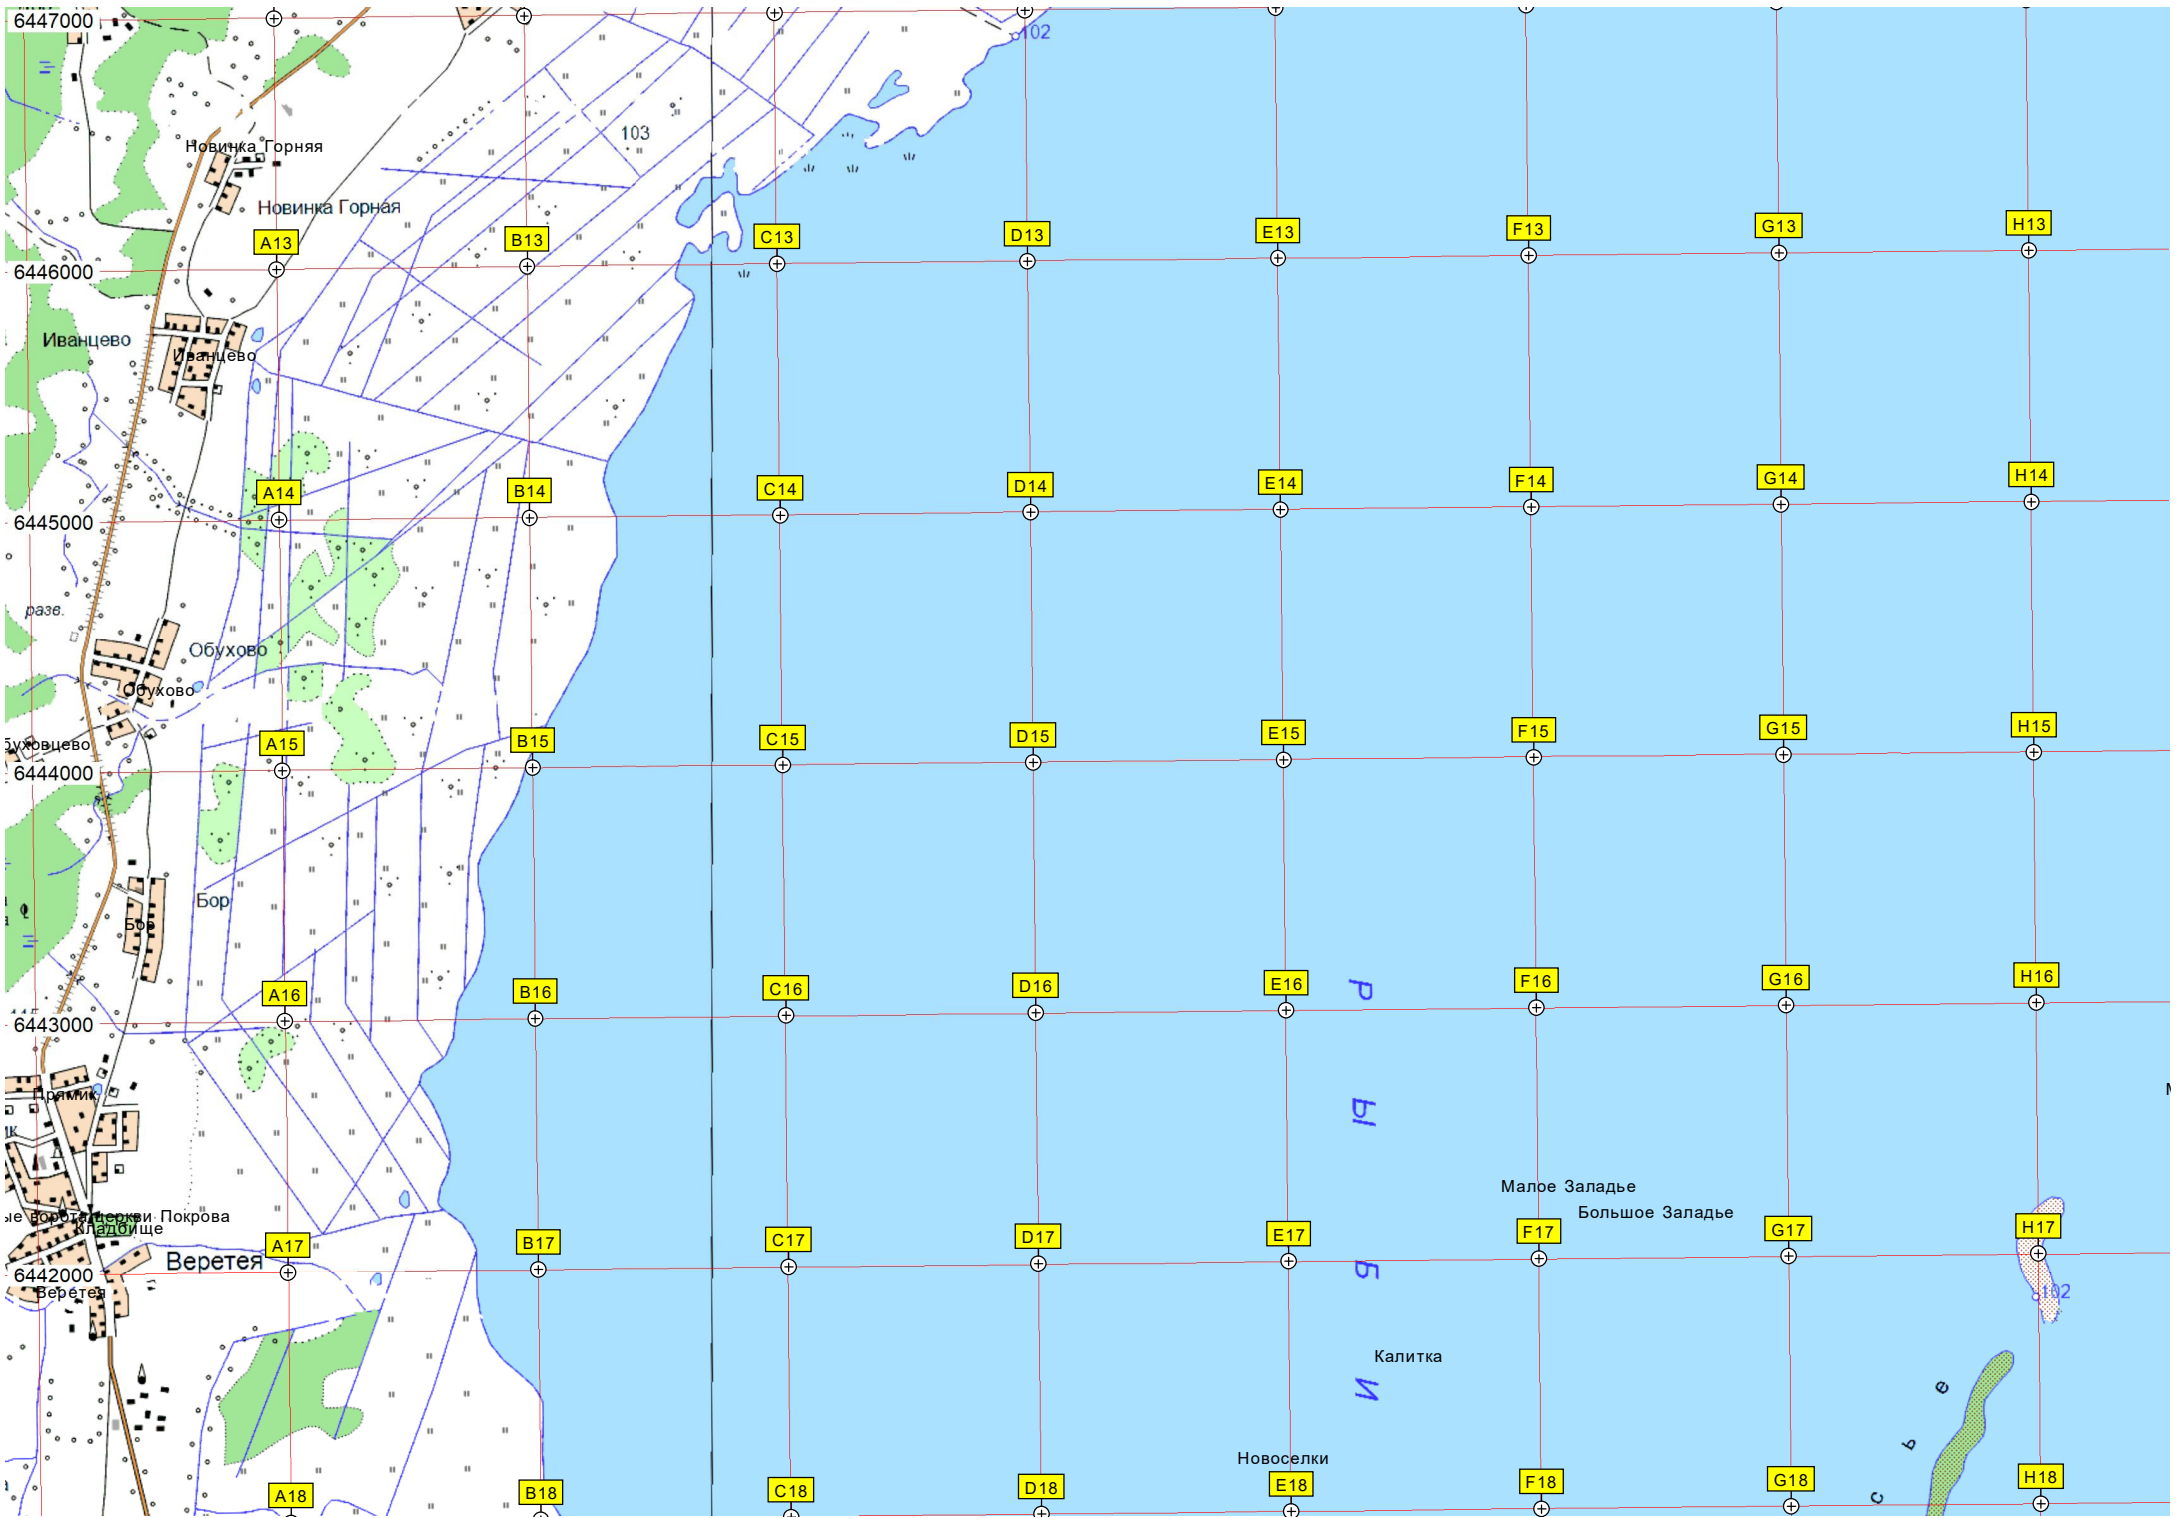 6447000
102
103
Новинка Горняя
Новинка Горная
A13 B13 C13 D13 E13 F13 G13 H13
6446000
Иванцево
Иванцево
A14 B14 C14 D14 E14 F14 G14 H14
6445000
разв.
Обухово
Обухово
A15 B15 C15 D15 E15 F15 G15 H15
буховцево
6444000
Бор
Бор
A16 B16 C16 D16 E16 F16 G16 H16
Р
6443000
Прямик
Ы
ик
Малое Заладье
ые ворота церкви Покрова
Большое Заладье
Кладбище
A17 B17 C17 D17 E17 F17 G17 H17
Веретея
Б
6442000
Веретея
102
Калитка
И
е
ь
с
Новоселки
A18 B18 C18 D18 E18 F18 G18 H18